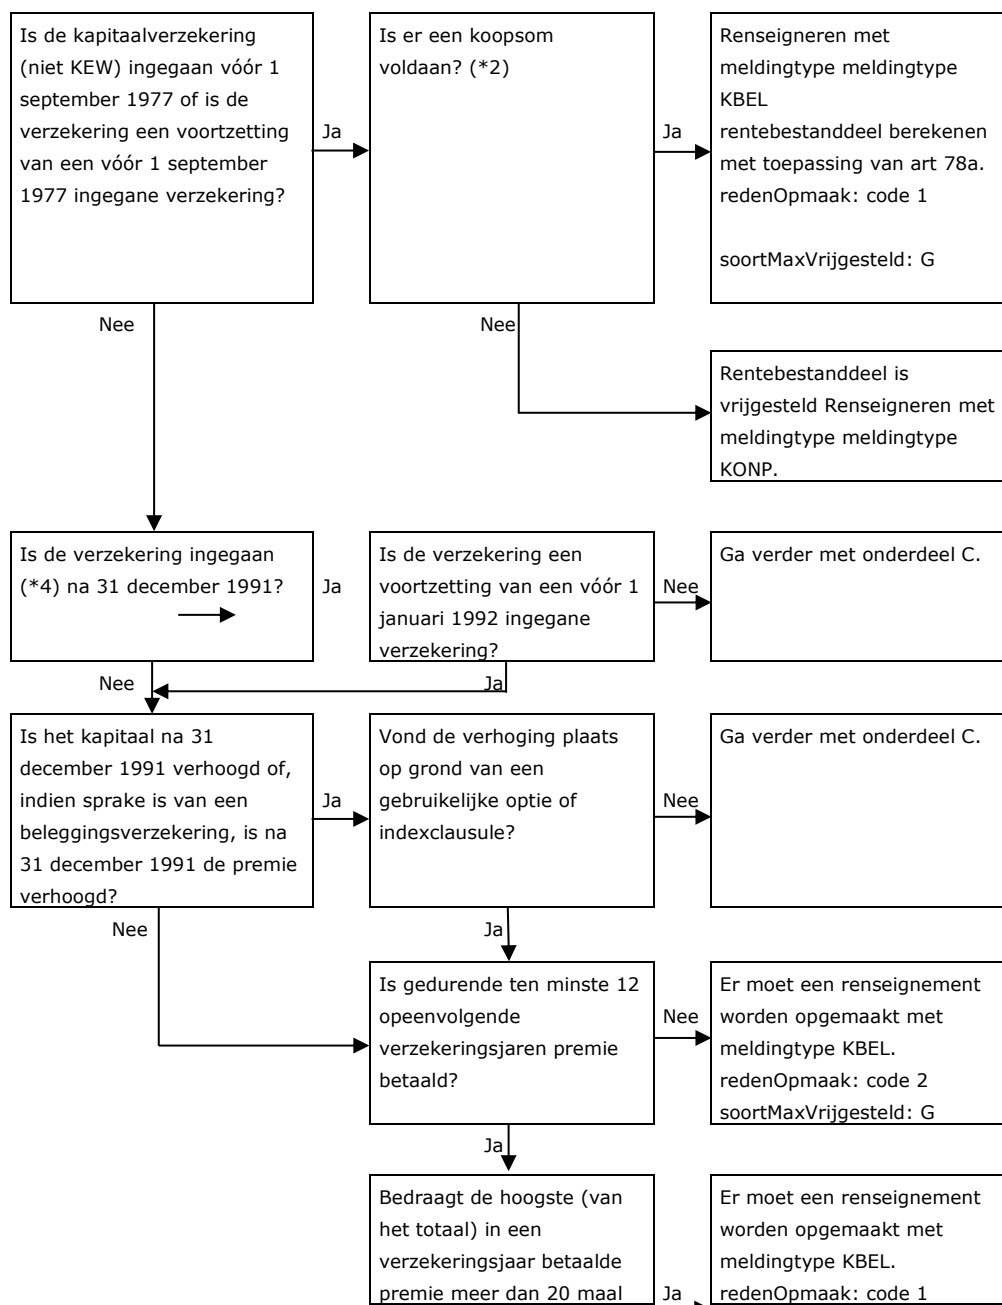 Is de kapitaalverzekering
(niet KEW) ingegaan vóór 1
september 1977 of is de
verzekering een voortzetting
van een vóór 1 september
1977 ingegane verzekering?
Ja
Is er een koopsom
voldaan? (*2)
Ja
Renseigneren met
meldingtype meldingtype
KBEL
rentebestanddeel berekenen
met toepassing van art 78a.
redenOpmaak: code 1
soortMaxVrijgesteld: G
Nee
Nee
Rentebestanddeel is
vrijgesteld Renseigneren met
meldingtype meldingtype
KONP.
Is de verzekering ingegaan
(*4) na 31 december 1991?
Ja
Is de verzekering een
voortzetting van een vóór 1
januari 1992 ingegane
verzekering?
Nee
Ga verder met onderdeel C.
Nee
Ja
Is het kapitaal na 31
december 1991 verhoogd of,
indien sprake is van een
beleggingsverzekering, is na
31 december 1991 de premie
verhoogd?
Ja
Vond de verhoging plaats
op grond van een
gebruikelijke optie of
indexclausule?
Nee
Ga verder met onderdeel C.
Nee
Ja
Is gedurende ten minste 12
opeenvolgende
verzekeringsjaren premie
betaald?
Nee
Er moet een renseignement
worden opgemaakt met
meldingtype KBEL.
redenOpmaak: code 2
soortMaxVrijgesteld: G
Ja
Bedraagt de hoogste (van
het totaal) in een
verzekeringsjaar betaalde
premie meer dan 20 maal
Ja
Er moet een renseignement
worden opgemaakt met
meldingtype KBEL.
redenOpmaak: code 1